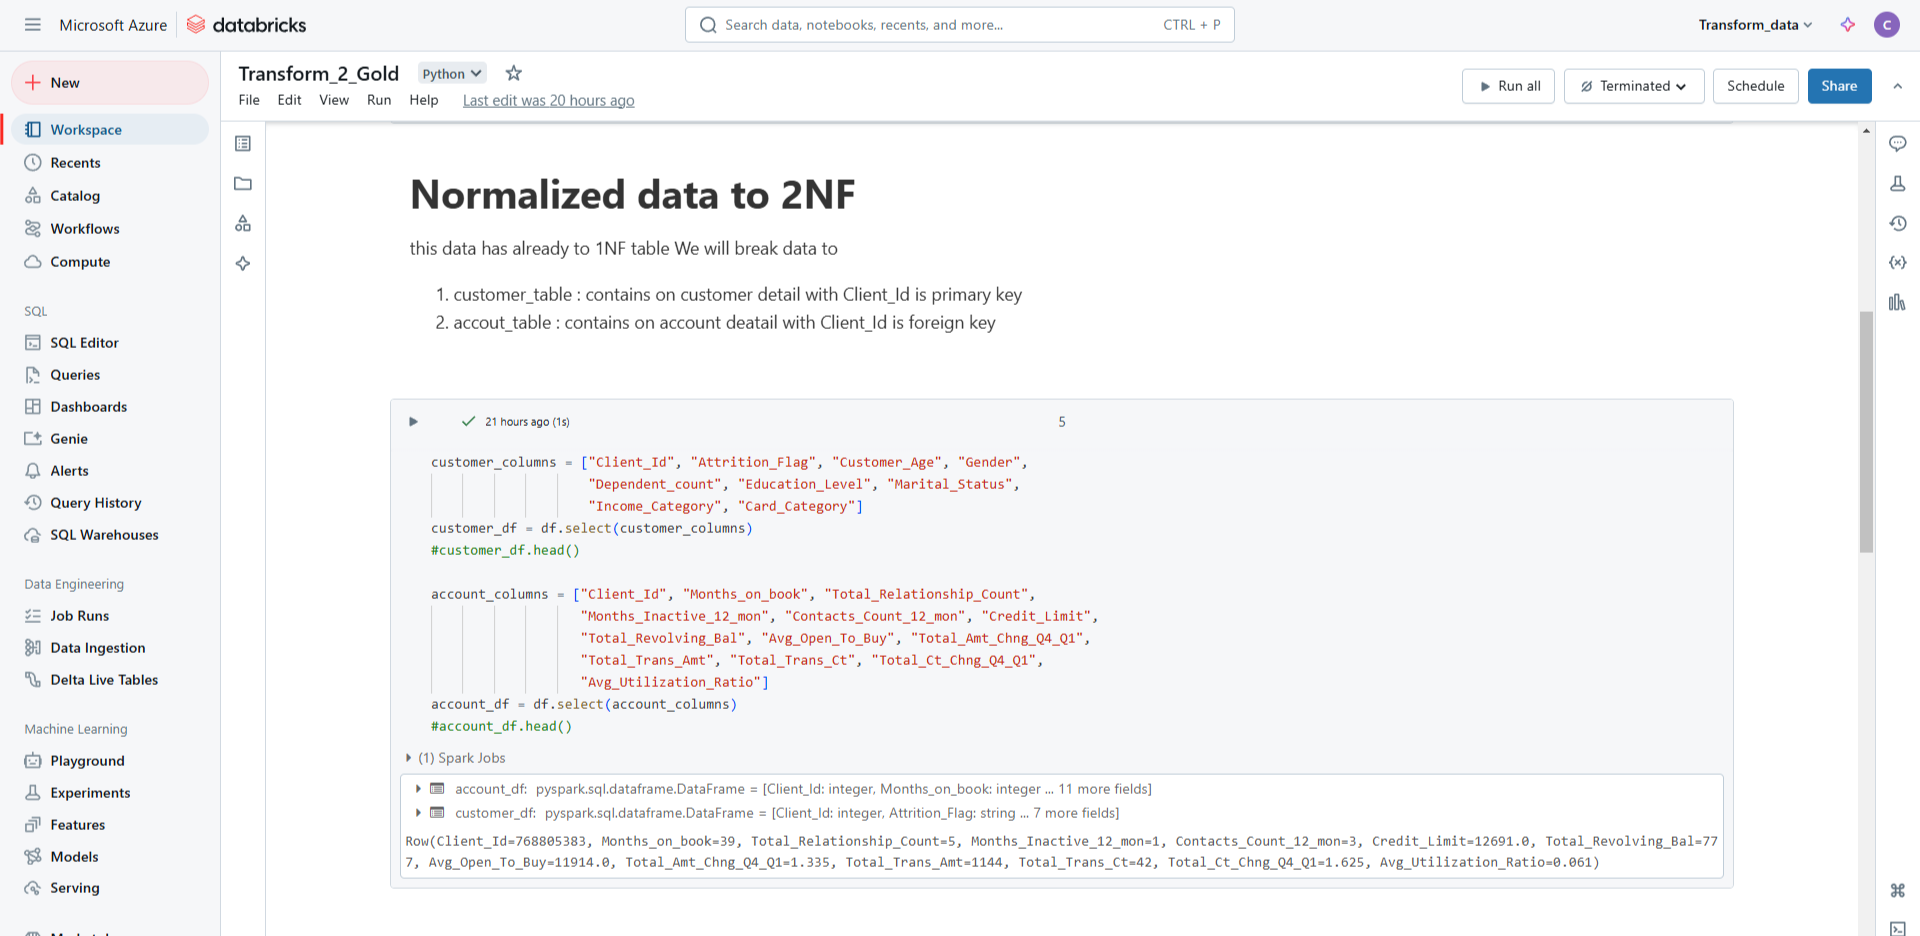 Microsoft Azure
databricks
Search data, notebooks, recents, and more...
CTRL + P
Transform_data
C
New
Workspace
Recents
Catalog
Workflows
Compute
SQL
SQL Editor
Queries
Dashboards
Genie
Alerts
Query History
SQL Warehouses
Data Engineering
Job Runs
Data Ingestion
Delta Live Tables
Machine Learning
Playground
Experiments
Features
Models
Serving
Transform_2_Gold
Python
File Edit View Run Help Last edit was 20 hours ago
Run all
Terminated
Schedule
Share
Normalized data to 2NF
this data has already to 1NF table We will break data to
1. customer_table : contains on customer detail with Client_Id is primary key
2. accout_table : contains on account deatail with Client_Id is foreign key
21 hours ago (1s)
5
customer_columns = ["Client_Id", "Attrition_Flag", "Customer_Age", "Gender",
"Dependent_count", "Education_Level", "Marital_Status",
"Income_Category", "Card_Category"]
customer_df = df.select(customer_columns)
#customer_df.head()
account_columns = ["Client_Id", "Months_on_book", "Total_Relationship_Count",
"Months_Inactive_12_mon", "Contacts_Count_12_mon", "Credit_Limit",
"Total_Revolving_Bal", "Avg_Open_To_Buy", "Total_Amt_Chng_Q4_Q1",
"Total_Trans_Amt", "Total_Trans_Ct", "Total_Ct_Chng_Q4_Q1",
"Avg_Utilization_Ratio"]
account_df = df.select(account_columns)
#account_df.head()
(1) Spark Jobs
account_df: pyspark.sql.dataframe.DataFrame = [Client_Id: integer, Months_on_book: integer ... 11 more fields]
customer_df: pyspark.sql.dataframe.DataFrame = [Client_Id: integer, Attrition_Flag: string ... 7 more fields]
Row(Client_Id=768805383, Months_on_book=39, Total_Relationship_Count=5, Months_Inactive_12_mon=1, Contacts_Count_12_mon=3, Credit_Limit=12691.0, Total_Revolving_Bal=77
7, Avg_Open_To_Buy=11914.0, Total_Amt_Chng_Q4_Q1=1.335, Total_Trans_Amt=1144, Total_Trans_Ct=42, Total_Ct_Chng_Q4_Q1=1.625, Avg_Utilization_Ratio=0.061)